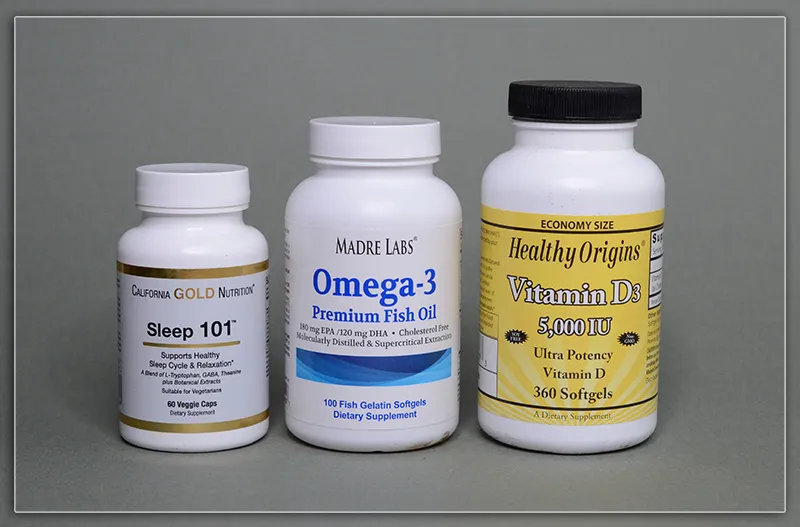 CALIFORNIA GOLD NUTRITION®
Sleep 101™
Supports Healthy
Sleep Cycle & Relaxation*
A Blend of L-Tryptophan, GABA, Theanine
plus Botanical Extracts
Suitable for Vegetarians
60 Veggie Caps
Dietary Supplement
MADRE LABS®
Omega-3
Premium Fish Oil
180 mg EPA /120 mg DHA • Cholesterol Free
Molecularly Distilled & Supercritical Extraction
100 Fish Gelatin Softgels
Dietary Supplement
ECONOMY SIZE
Healthy Origins®
Vitamin D3
5,000 IU
Ultra Potency
Vitamin D
360 Softgels
A Dietary Supplement